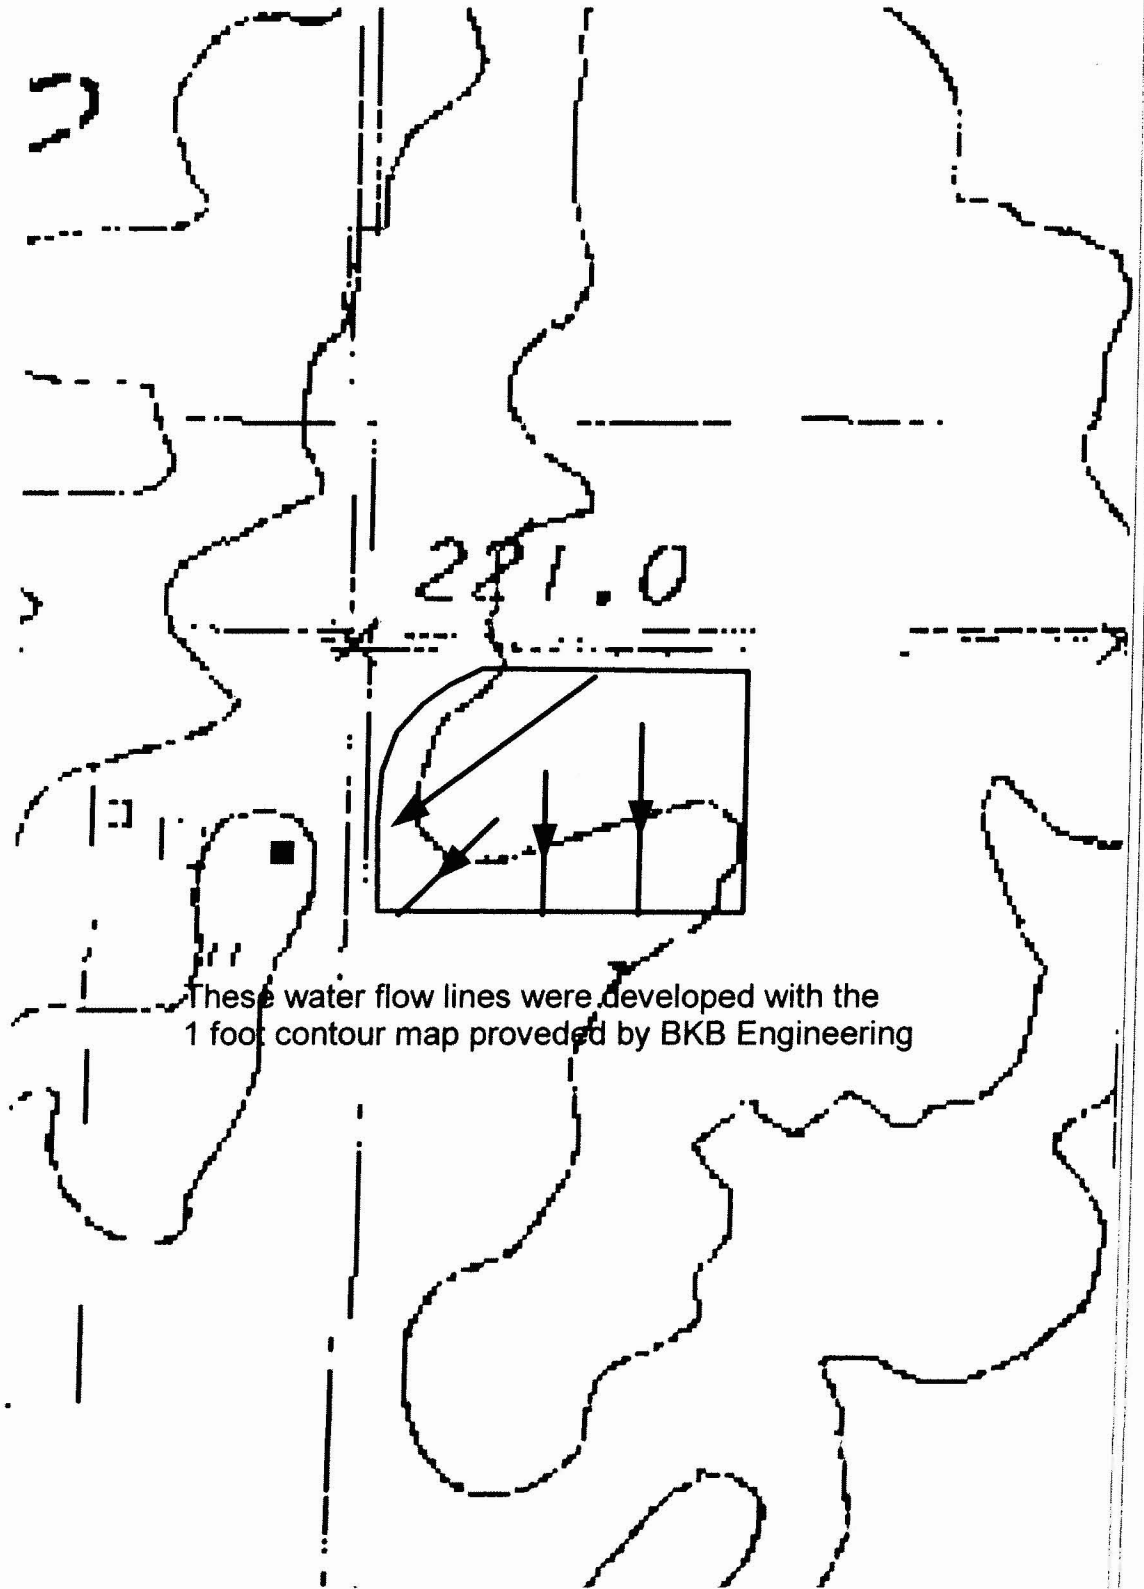 221.0
These water flow lines were developed with the
1 foot contour map proveded by BKB Engineering